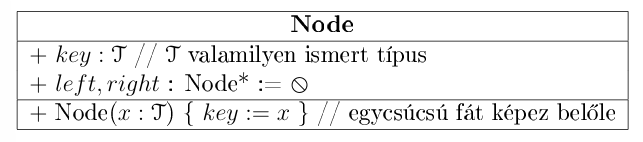 Node
+ key : 𝒯 // 𝒯 valamilyen ismert típus
+ left, right : Node* := ⦸
+ Node(x : 𝒯) { key := x } // egycsúcsú fát képez belőle